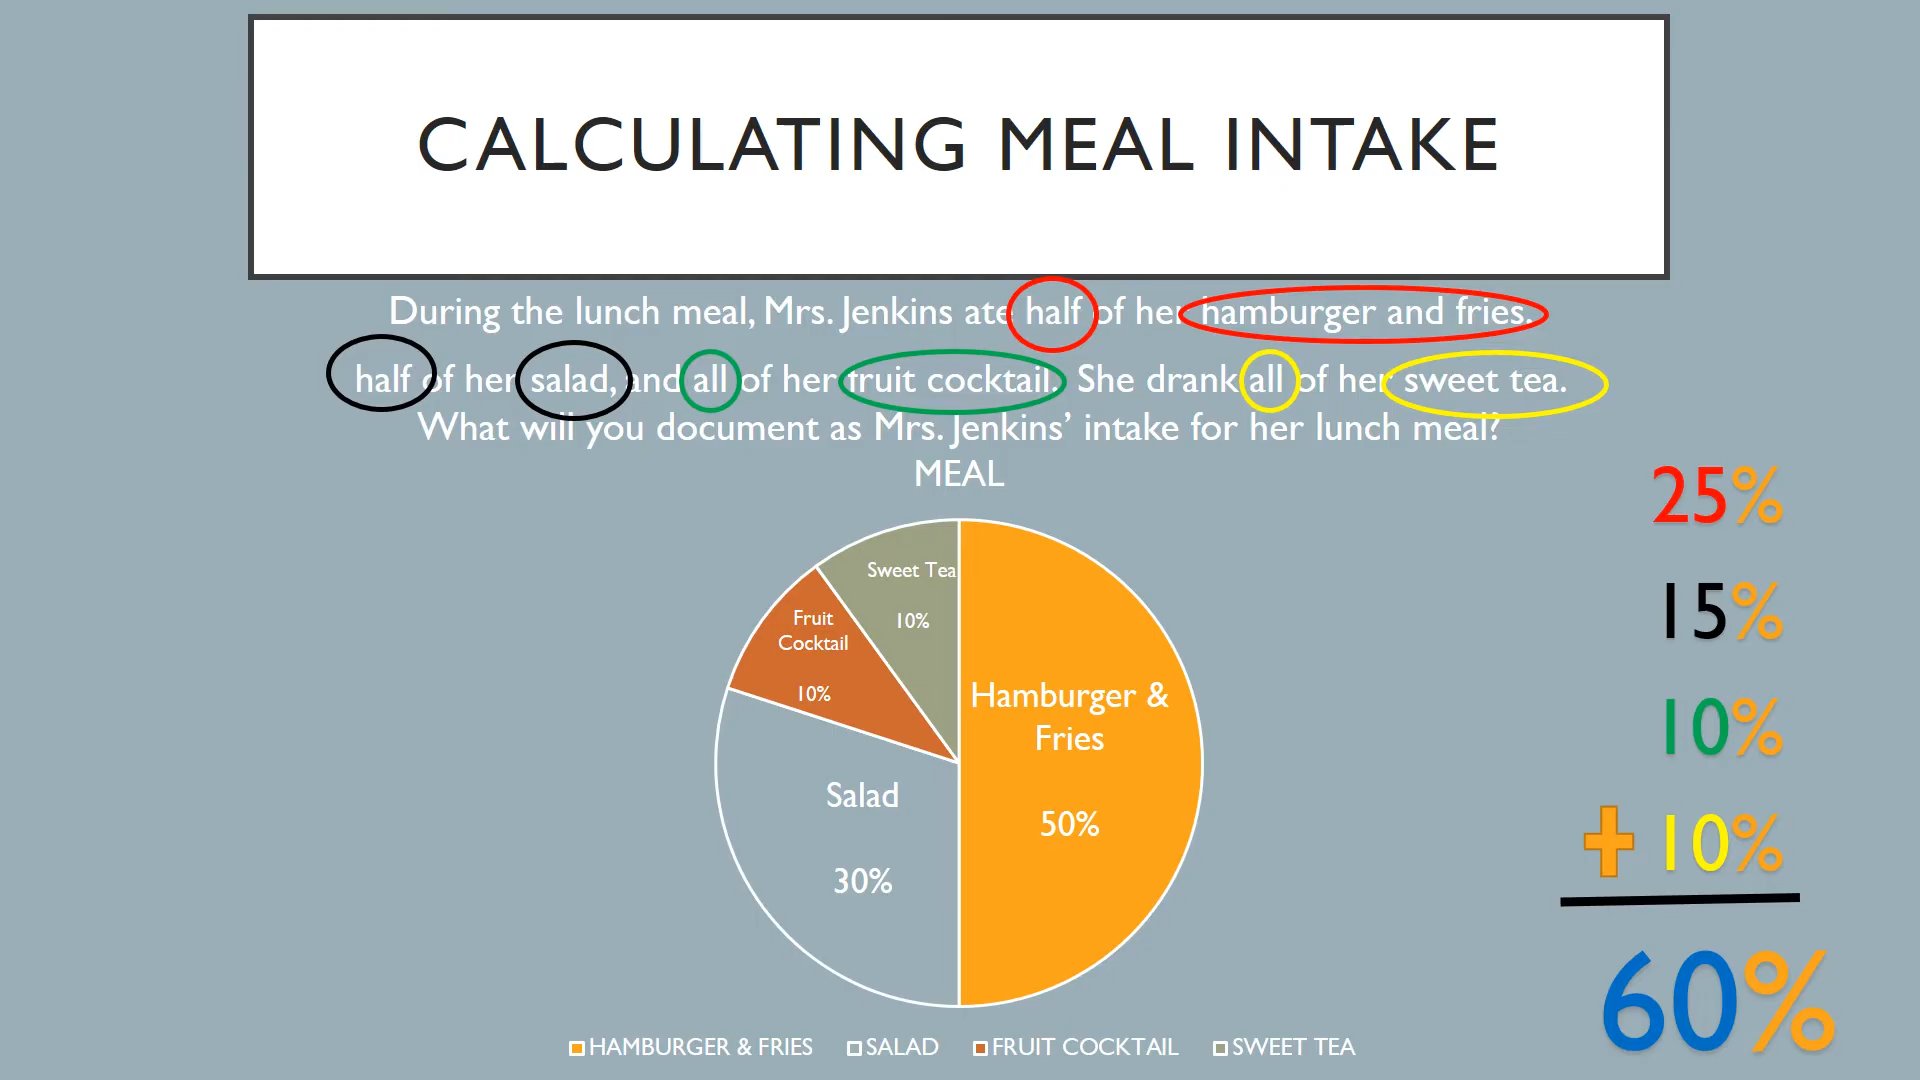 CALCULATING MEAL INTAKE
During the lunch meal, Mrs. Jenkins ate half of her hamburger and fries.
half of her salad, and all of her fruit cocktail. She drank all of her sweet tea.
What will you document as Mrs. Jenkins’ intake for her lunch meal?
MEAL
Sweet Tea
10%
Fruit
Cocktail
10%
Hamburger &
Fries
50%
Salad
30%
HAMBURGER & FRIES SALAD FRUIT COCKTAIL SWEET TEA
25%
15%
10%
+ 10%
60%